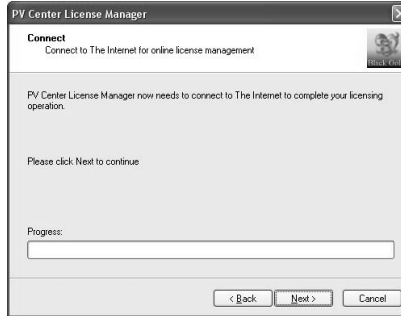 PV Center License Manager
Connect
Connect to The Internet for online license management
Black Gold
PV Center License Manager now needs to connect to The Internet to complete your licensing
operation.
Please click Next to continue
Progress:
< Back Next > Cancel